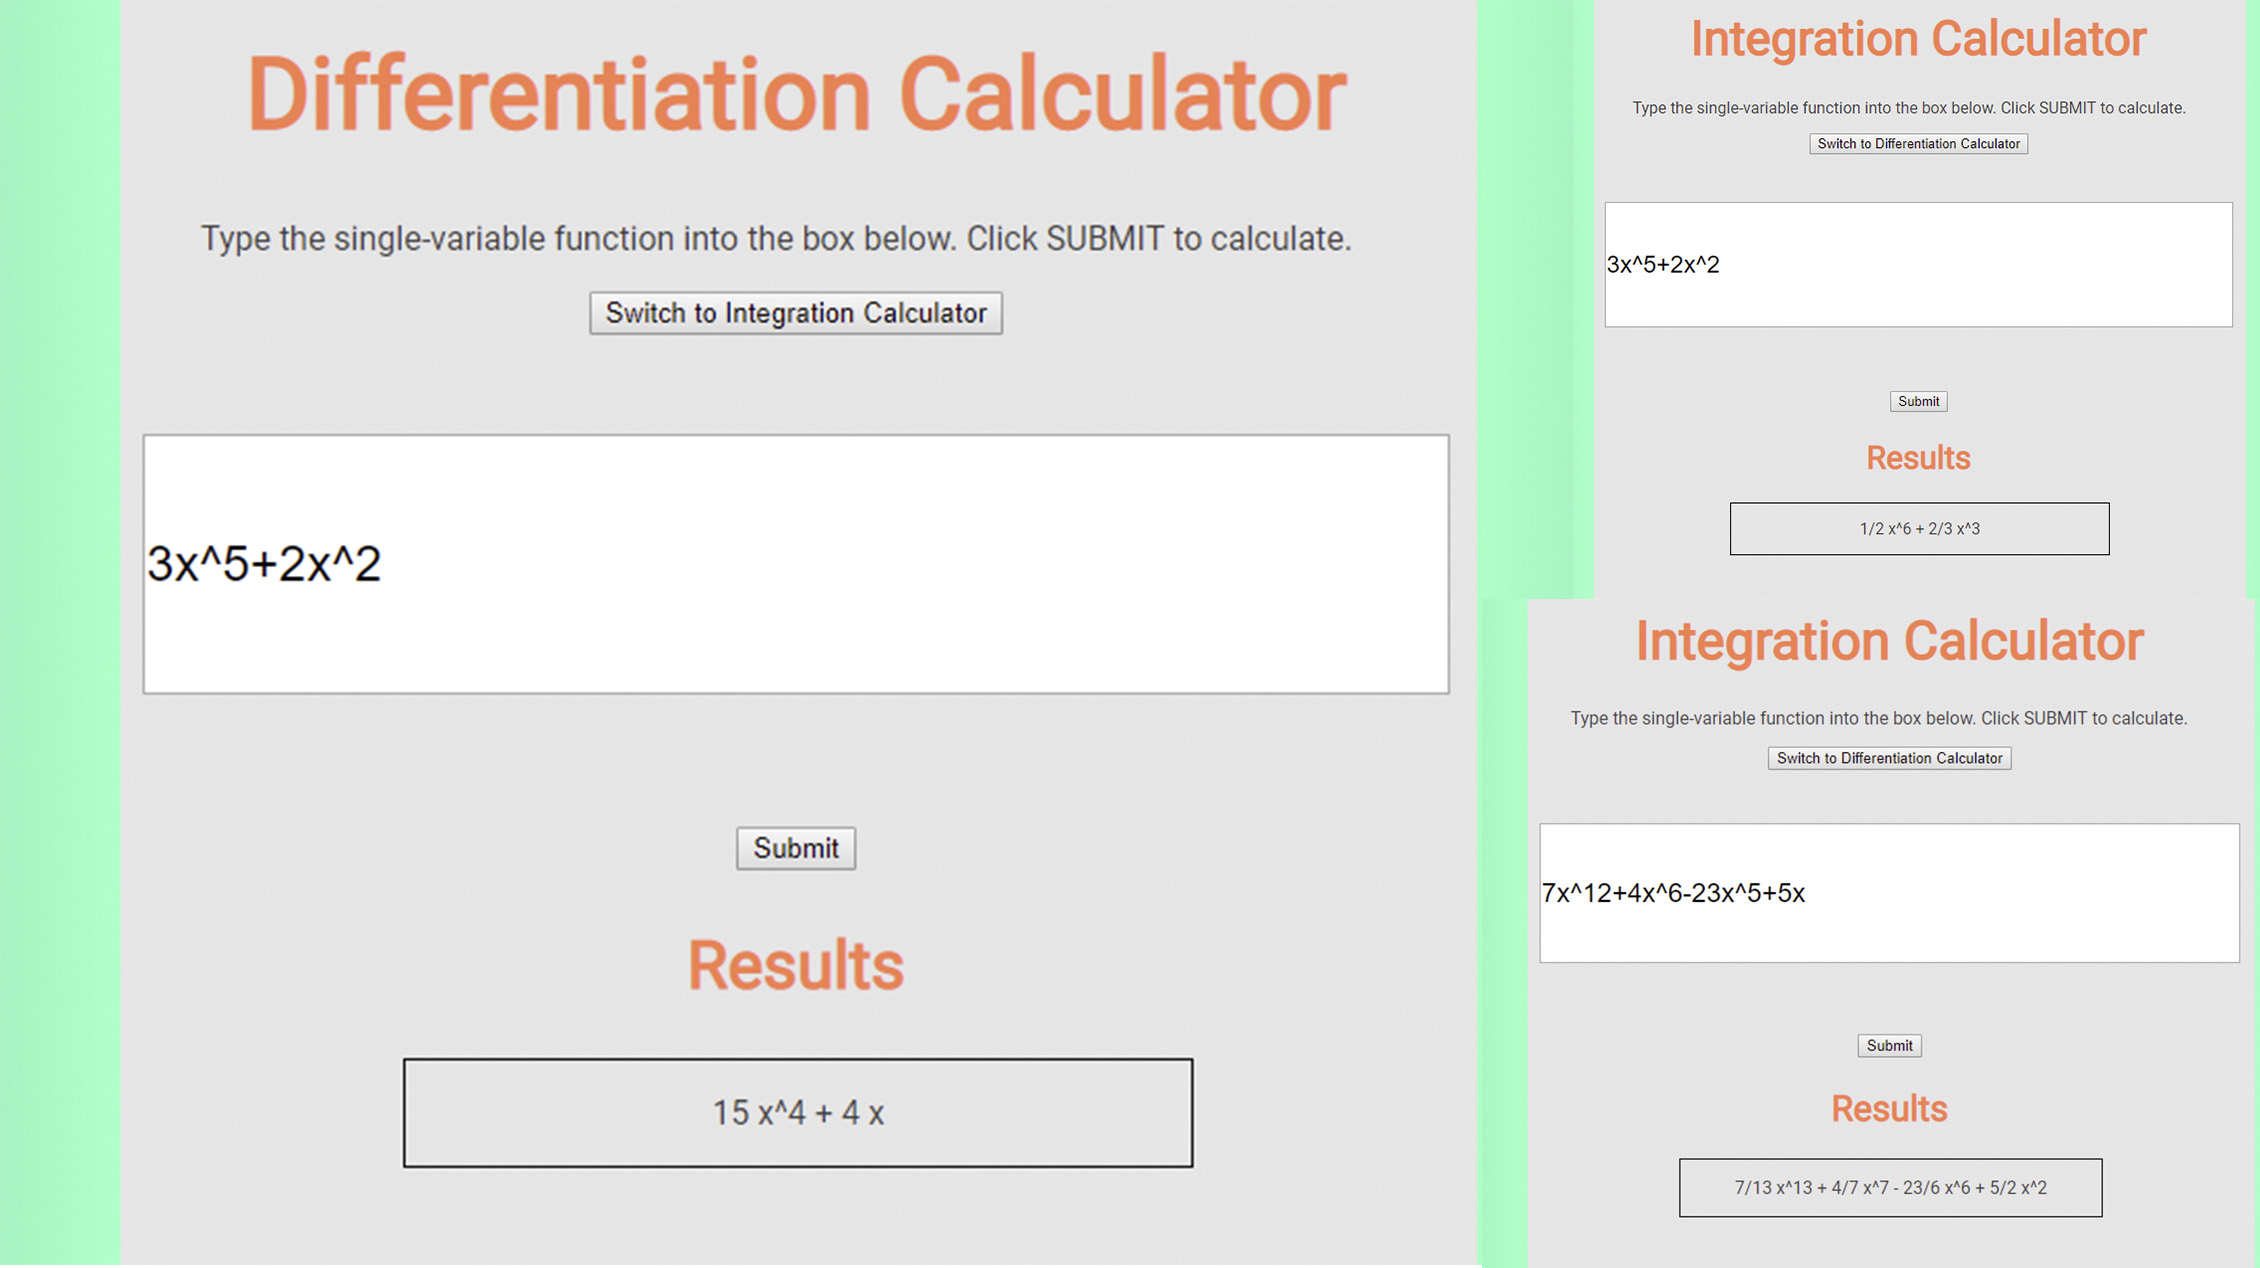 Differentiation Calculator
Type the single-variable function into the box below. Click SUBMIT to calculate.
Switch to Integration Calculator
3x^5+2x^2
Submit
Results
15 x^4 + 4 x
Integration Calculator
Type the single-variable function into the box below. Click SUBMIT to calculate.
Switch to Differentiation Calculator
3x^5+2x^2
Submit
Results
1/2 x^6 + 2/3 x^3
Integration Calculator
Type the single-variable function into the box below. Click SUBMIT to calculate.
Switch to Differentiation Calculator
7x^12+4x^6-23x^5+5x
Submit
Results
7/13 x^13 + 4/7 x^7 - 23/6 x^6 + 5/2 x^2